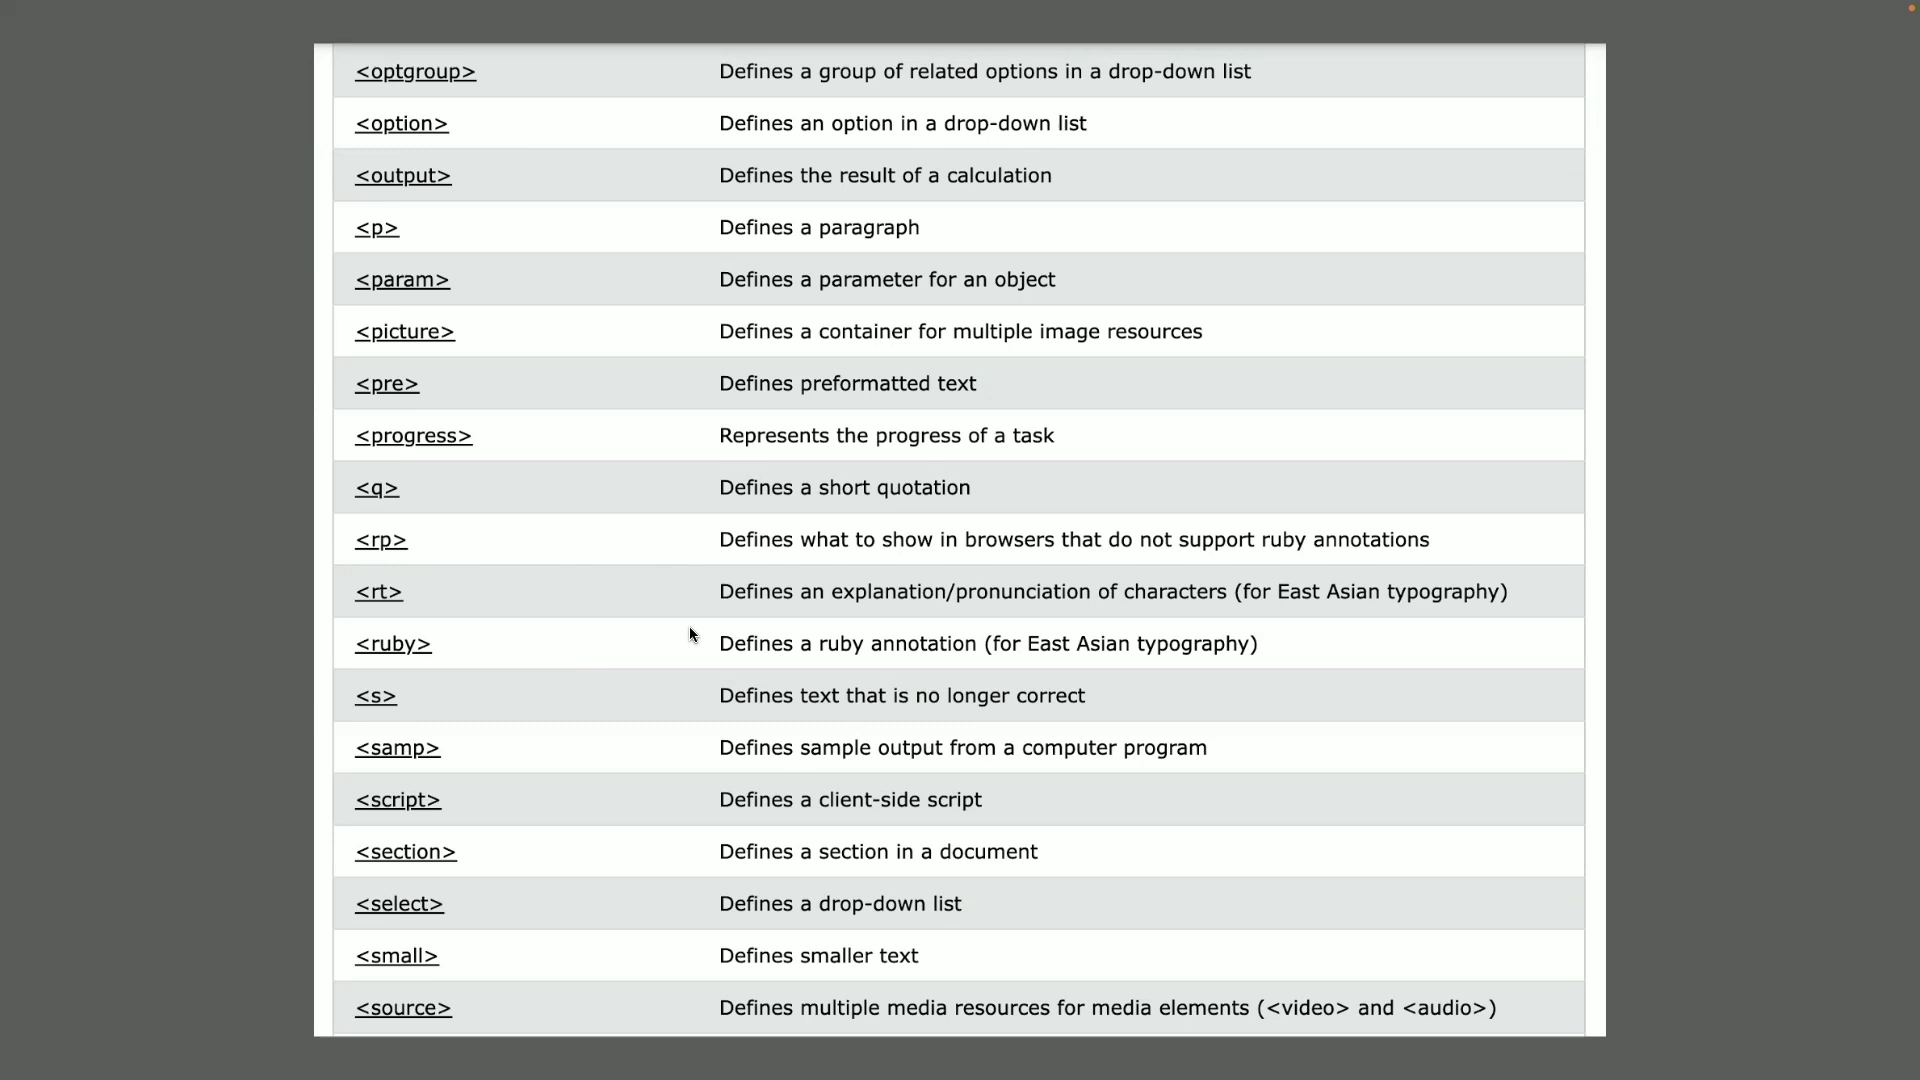 <optgroup> Defines a group of related options in a drop-down list
<option> Defines an option in a drop-down list
<output> Defines the result of a calculation
<p> Defines a paragraph
<param> Defines a parameter for an object
<picture> Defines a container for multiple image resources
<pre> Defines preformatted text
<progress> Represents the progress of a task
<q> Defines a short quotation
<rp> Defines what to show in browsers that do not support ruby annotations
<rt> Defines an explanation/pronunciation of characters (for East Asian typography)
<ruby> Defines a ruby annotation (for East Asian typography)
<s> Defines text that is no longer correct
<samp> Defines sample output from a computer program
<script> Defines a client-side script
<section> Defines a section in a document
<select> Defines a drop-down list
<small> Defines smaller text
<source> Defines multiple media resources for media elements (<video> and <audio>)